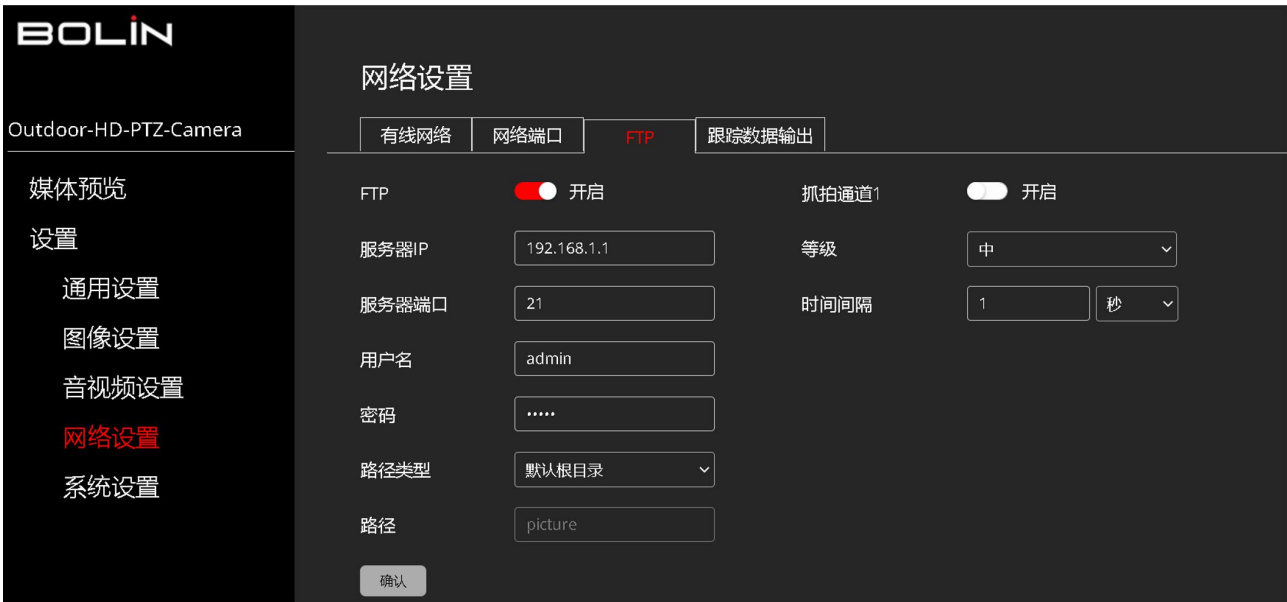 BOLIN
Outdoor-HD-PTZ-Camera
媒体预览
设置
通用设置
图像设置
音视频设置
网络设置
系统设置
网络设置
有线网络 网络端口 FTP 跟踪数据输出
FTP 开启 抓拍通道1 开启
服务器IP 192.168.1.1 等级 中
服务器端口 21 时间间隔 1 秒
用户名 admin
密码 •••••
路径类型 默认根目录
路径 picture
确认